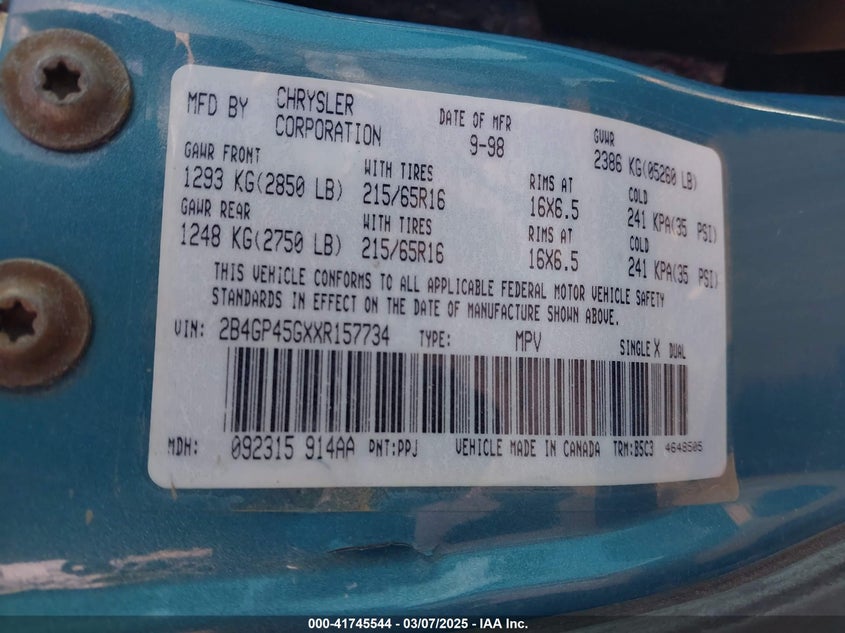 MFD BY CHRYSLER CORPORATION DATE OF MFR 9-98 GVWR 2386 KG(05260 LB)
GAWR FRONT WITH TIRES RIMS AT COLD
1293 KG(2850 LB) 215/65R16 16X6.5 241 KPA(35 PSI)
GAWR REAR WITH TIRES RIMS AT COLD
1248 KG(2750 LB) 215/65R16 16X6.5 241 KPA(35 PSI)
THIS VEHICLE CONFORMS TO ALL APPLICABLE FEDERAL MOTOR VEHICLE SAFETY
STANDARDS IN EFFECT ON THE DATE OF MANUFACTURE SHOWN ABOVE.
VIN: 2B4GP45GXXR157734 TYPE: MPV SINGLE X DUAL
MDH: 092315 914AA PNT:PPJ VEHICLE MADE IN CANADA TRM:BSC3 4648505
000-41745544 / 03/07/2025 - IAA Inc.